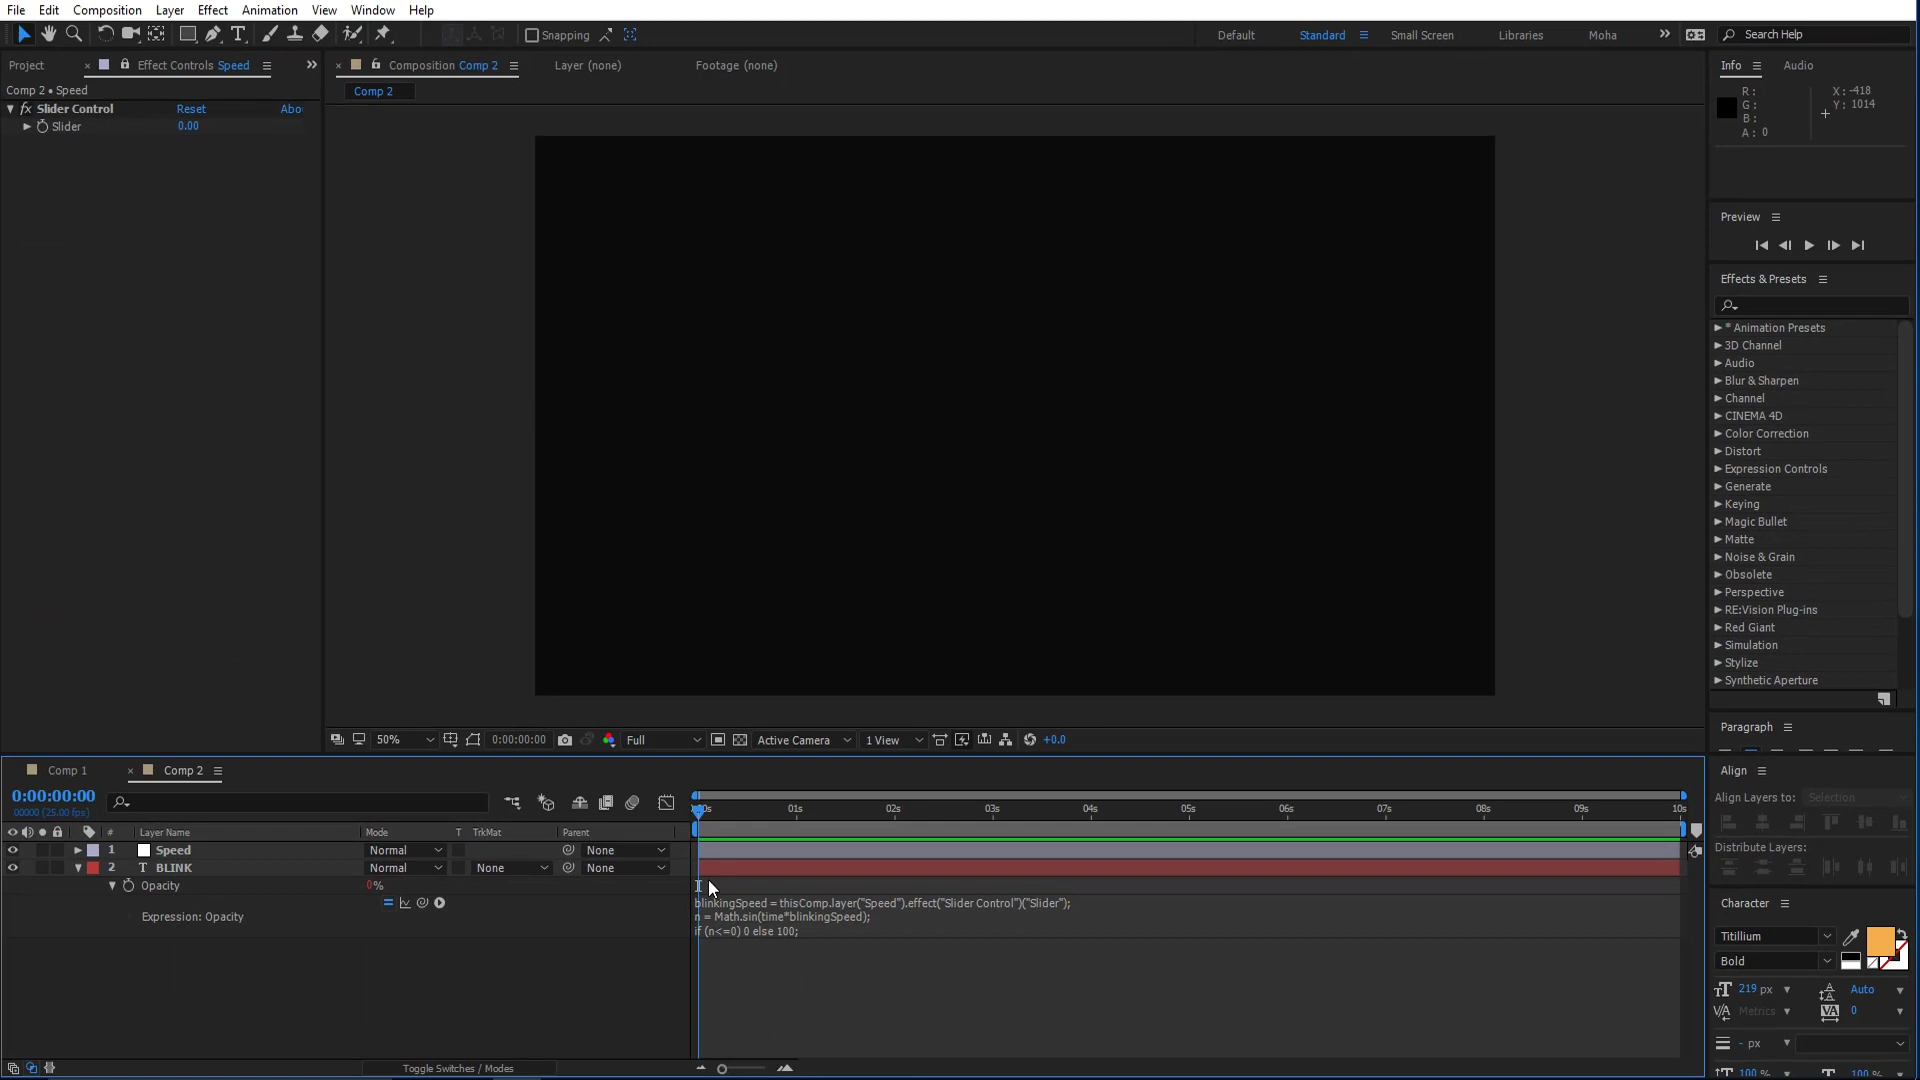 File Edit Composition Layer Effect Animation View Window Help
Snapping Default Standard Small Screen Libraries Moha Search Help
Project Effect Controls Speed Composition Comp 2 Layer (none) Footage (none) Info Audio
Comp 2 • Speed Comp 2
Slider Control Reset Abo
Slider 0.00
R: X: -418
G: Y: 1014
B:
A: 0
Preview
Effects & Presets
* Animation Presets
3D Channel
Audio
Blur & Sharpen
Channel
CINEMA 4D
Color Correction
Distort
Expression Controls
Generate
Keying
Magic Bullet
Matte
Noise & Grain
Obsolete
Perspective
RE:Vision Plug-ins
Red Giant
Simulation
Stylize
Synthetic Aperture
Paragraph
50% 0:00:00:00 Full Active Camera 1 View +0.0
Comp 1 Comp 2
Align
0:00:00:00
00000 (25.00 fps)
Align Layers to: Selection
01s 02s 03s 04s 05s 06s 07s 08s 09s 10s
# Layer Name Mode T TrkMat Parent
Distribute Layers:
1 Speed Normal None
2 BLINK Normal None None
Opacity 0%
Expression: Opacity
blinkingSpeed = thisComp.layer("Speed").effect("Slider Control")("Slider");
n = Math.sin(time*blinkingSpeed);
if (n<=0) 0 else 100;
Character
Titillium
Bold
219 px Auto
Metrics 0
- px
100 % 100 %
Toggle Switches / Modes